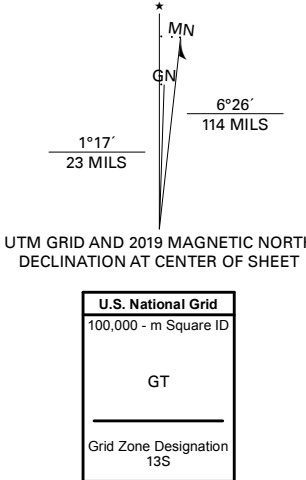 ★
MN
GN
6°26´
114 MILS
1°17´
23 MILS
UTM GRID AND 2019 MAGNETIC NORTH
DECLINATION AT CENTER OF SHEET
U.S. National Grid
100,000 - m Square ID
GT
Grid Zone Designation
13S